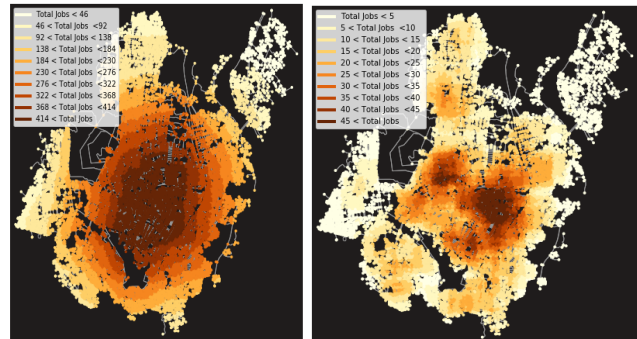 Total Jobs < 46
46 < Total Jobs <92
92 < Total Jobs <138
138 < Total Jobs <184
184 < Total Jobs <230
230 < Total Jobs <276
276 < Total Jobs <322
322 < Total Jobs <368
368 < Total Jobs <414
414 < Total Jobs
Total Jobs < 5
5 < Total Jobs <10
10 < Total Jobs <15
15 < Total Jobs <20
20 < Total Jobs <25
25 < Total Jobs <30
30 < Total Jobs <35
35 < Total Jobs <40
40 < Total Jobs <45
45 < Total Jobs